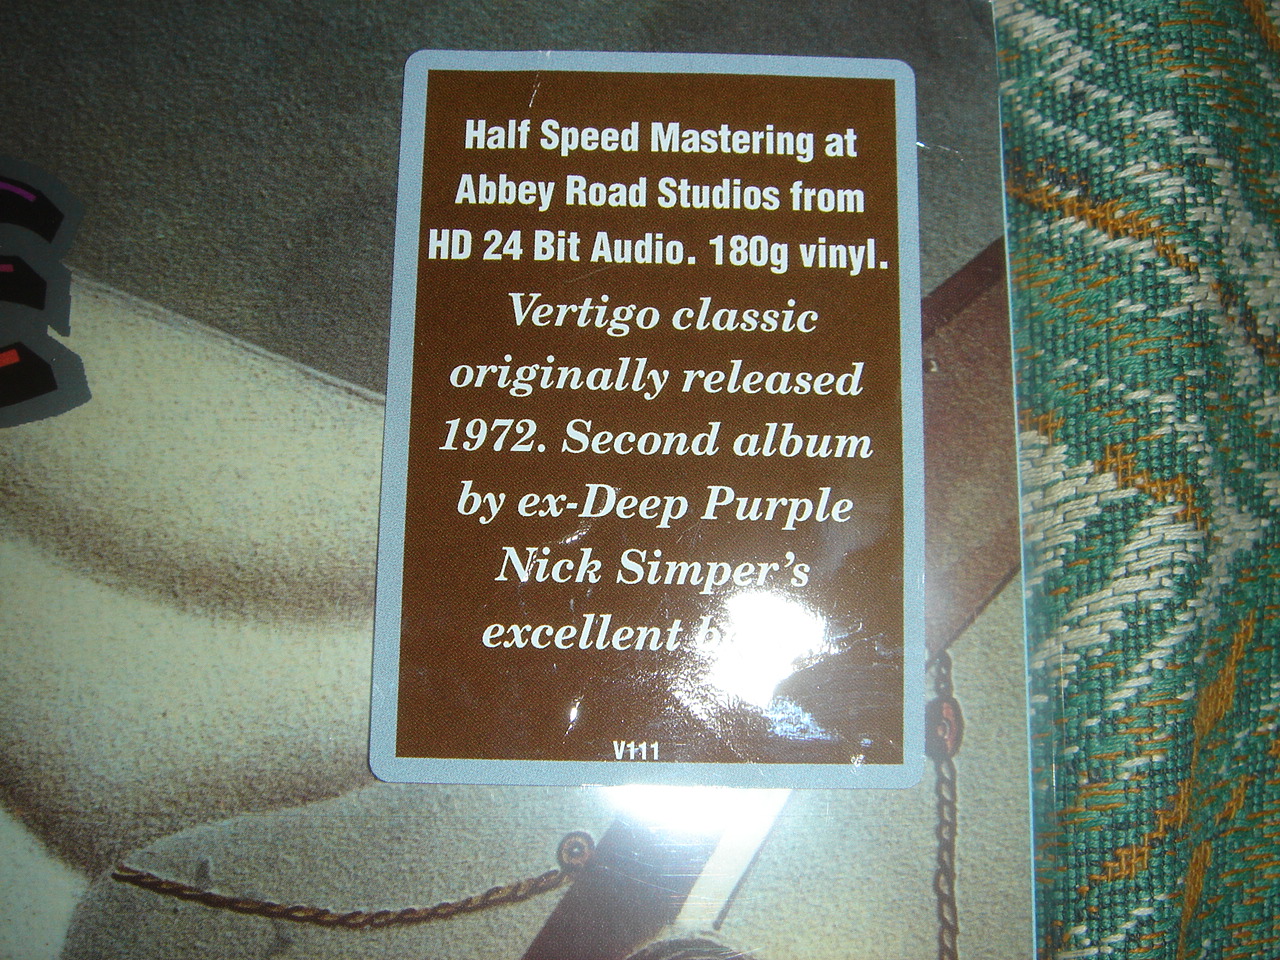 Half Speed Mastering at
Abbey Road Studios from
HD 24 Bit Audio. 180g vinyl.
Vertigo classic
originally released
1972. Second album
by ex-Deep Purple
Nick Simper's
excellent
V111